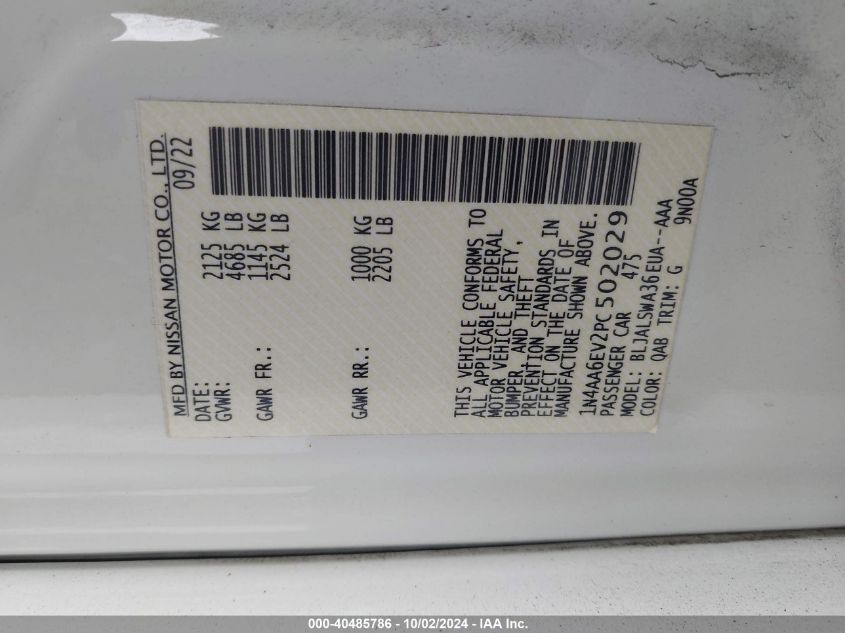 MFD BY NISSAN MOTOR CO., LTD.
DATE: 09/22
GVWR: 2125 KG
4685 LB
GAWR FR.: 1145 KG
2524 LB
GAWR RR.: 1000 KG
2205 LB
THIS VEHICLE CONFORMS TO
ALL APPLICABLE FEDERAL
MOTOR VEHICLE SAFETY,
BUMPER, AND THEFT
PREVENTION STANDARDS IN
EFFECT ON THE DATE OF
MANUFACTURE SHOWN ABOVE.
1N4AA6EV2PC502029
PASSENGER CAR 475
MODEL: BLJALSWA36EUA--AAA
COLOR: QAB TRIM: G 9N00A
000-40485786 - 10/02/2024 - IAA Inc.